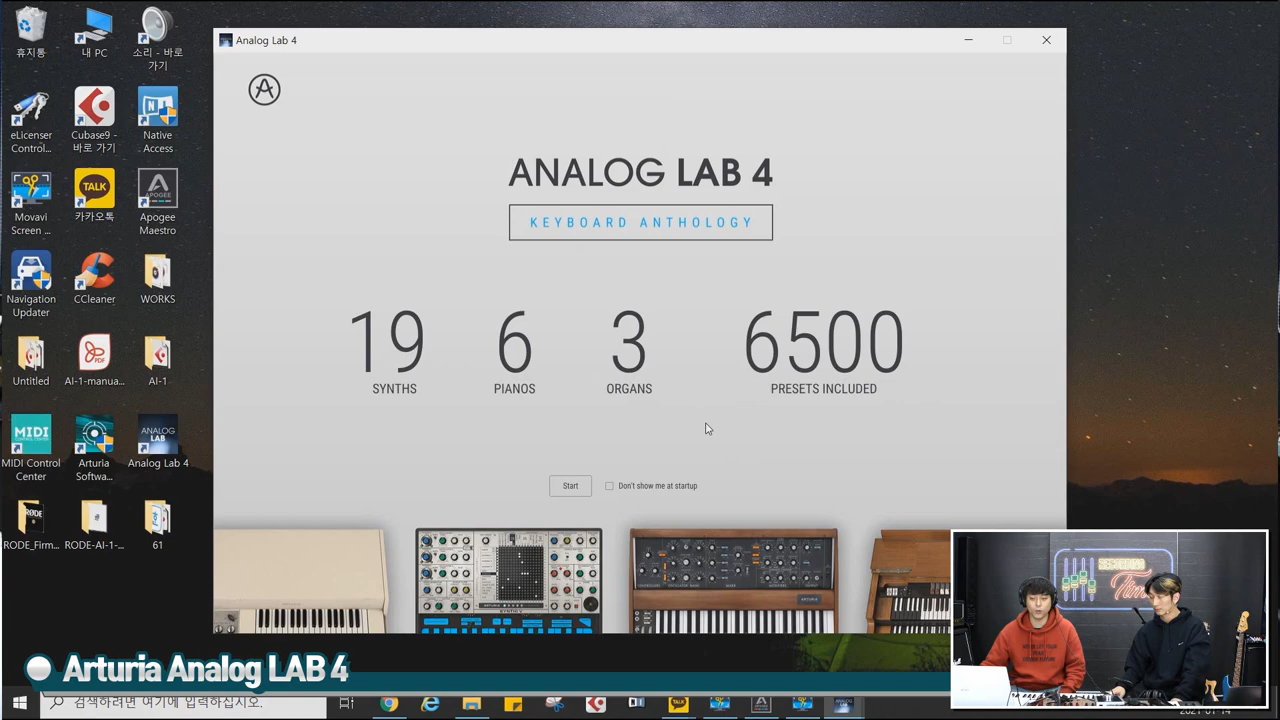 휴지통
내 PC
소리 - 바로
가기
eLicenser
Control...
Cubase9 -
바로 가기
Native
Access
Movavi
Screen ...
TALK
카카오톡
Apogee
Maestro
Navigation
Updater
CCleaner
WORKS
Untitled
AI-1-manua...
AI-1
MIDI
MIDI Control
Center
Arturia
Softwa...
ANALOG
LAB
Analog Lab 4
RODE_Firm...
RODE-AI-1-...
61
Analog Lab 4
ANALOG LAB 4
KEYBOARD ANTHOLOGY
19
SYNTHS
6
PIANOS
3
ORGANS
6500
PRESETS INCLUDED
Start
Don't show me at startup
Arturia Analog LAB 4
검색하려면 여기에 입력하십시오.
Time